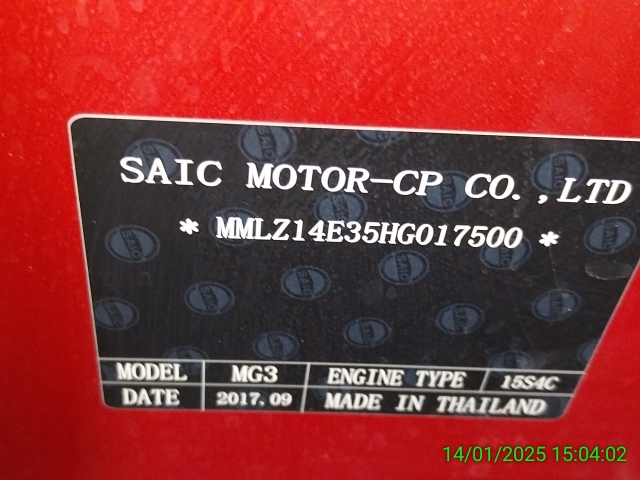 SAIC MOTOR-CP CO.,LTD
* MMLZ14E35HG017500 *
MODEL MG3 ENGINE TYPE 15S4C
DATE 2017.09 MADE IN THAILAND
14/01/2025 15:04:02